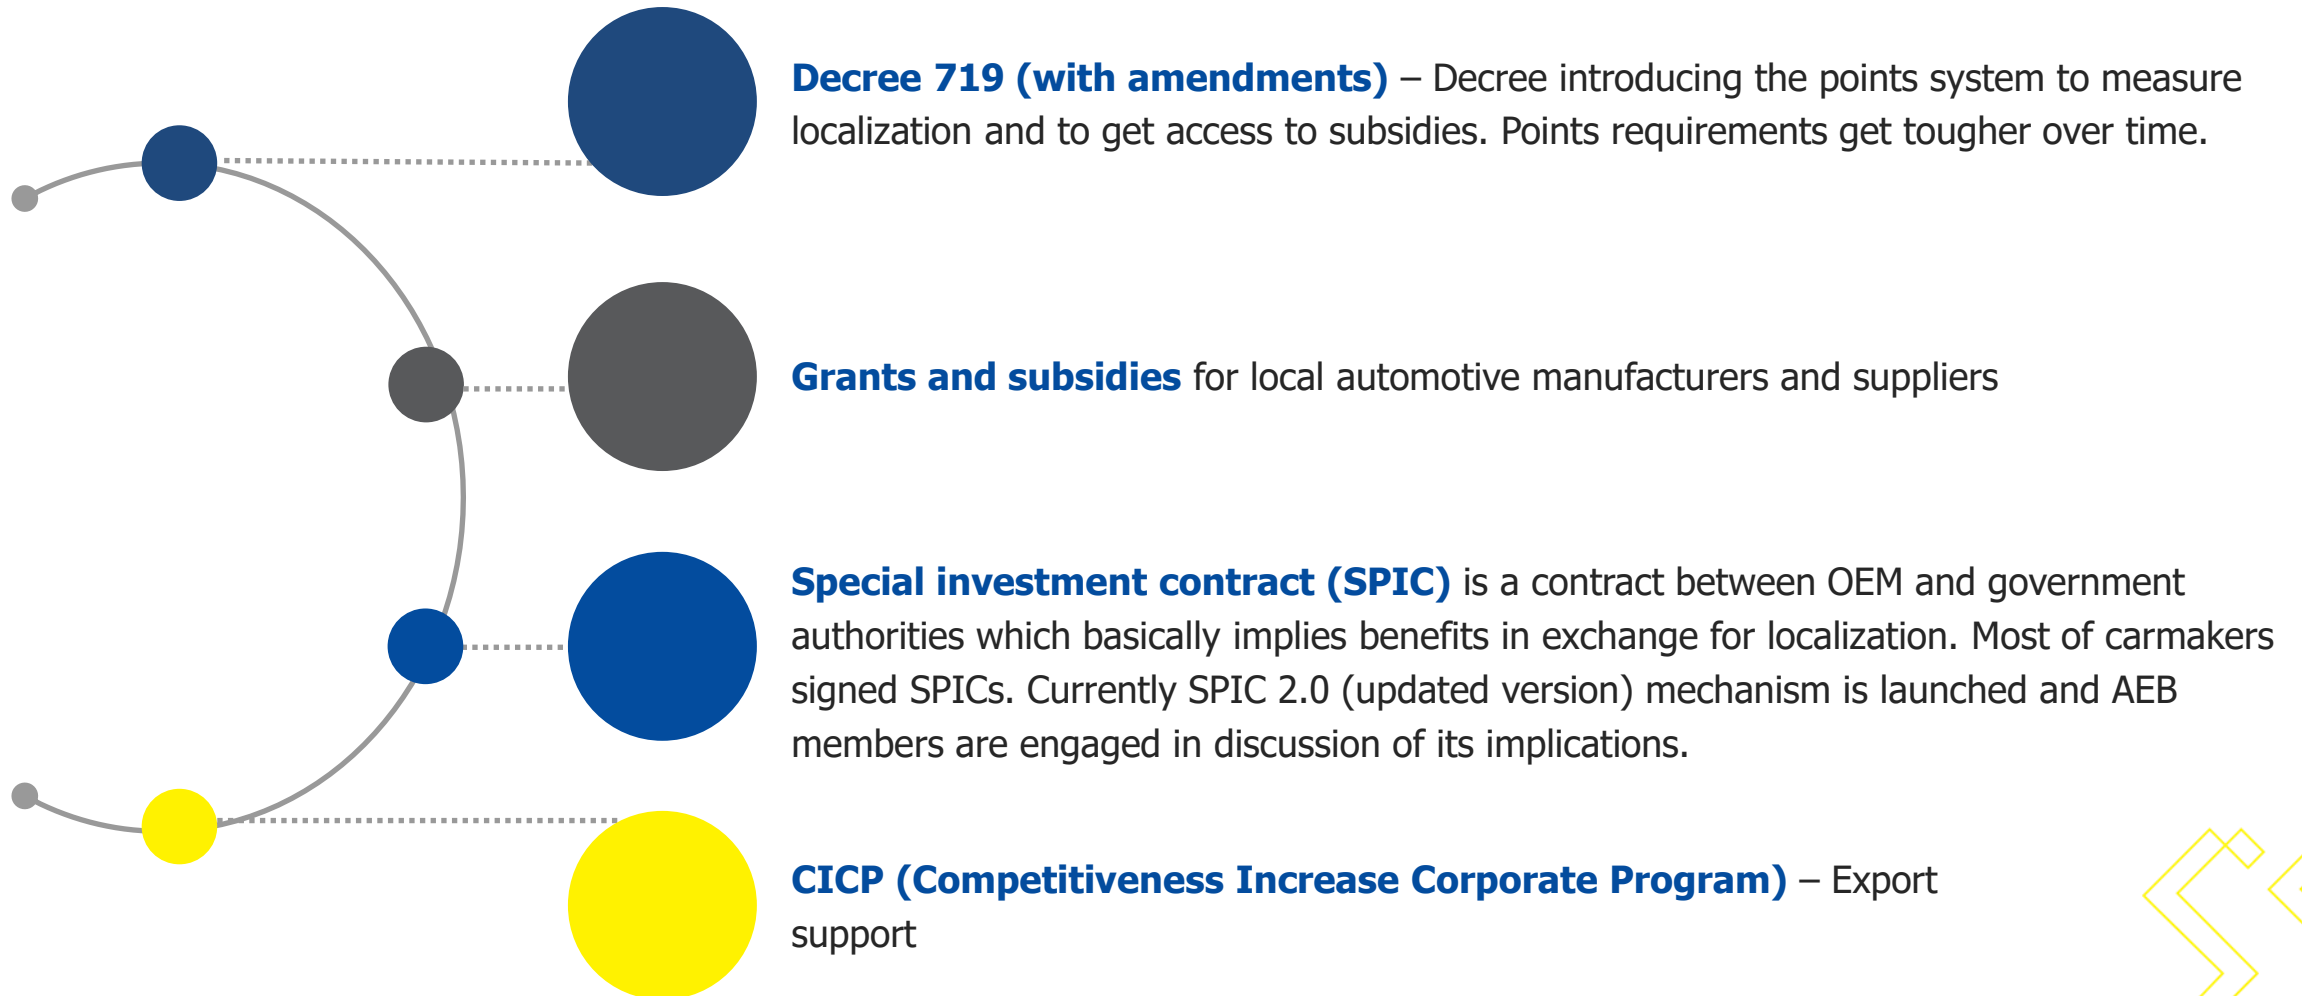 Decree 719 (with amendments) – Decree introducing the points system to measure
localization and to get access to subsidies. Points requirements get tougher over time.
Grants and subsidies for local automotive manufacturers and suppliers
Special investment contract (SPIC) is a contract between OEM and government
authorities which basically implies benefits in exchange for localization. Most of carmakers
signed SPICs. Currently SPIC 2.0 (updated version) mechanism is launched and AEB
members are engaged in discussion of its implications.
CICP (Competitiveness Increase Corporate Program) – Export
support